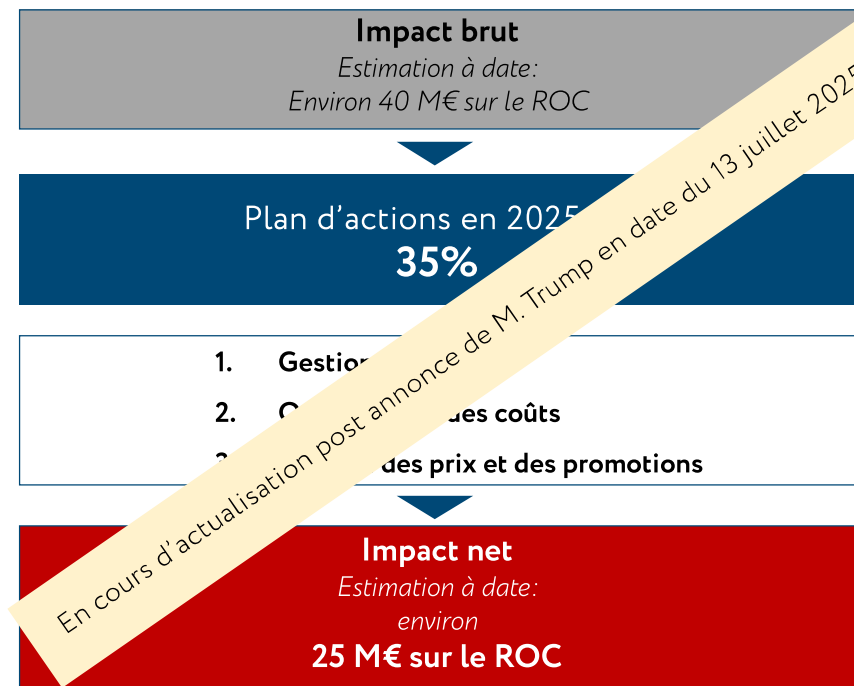 Impact brut
Estimation à date:
Environ 40 M€ sur le ROC
Plan d’actions en 2025
35%
1. Gestion
2. des coûts
des prix et des promotions
Impact net
Estimation à date:
environ
25 M€ sur le ROC
En cours d’actualisation post annonce de M. Trump en date du 13 juillet 2025